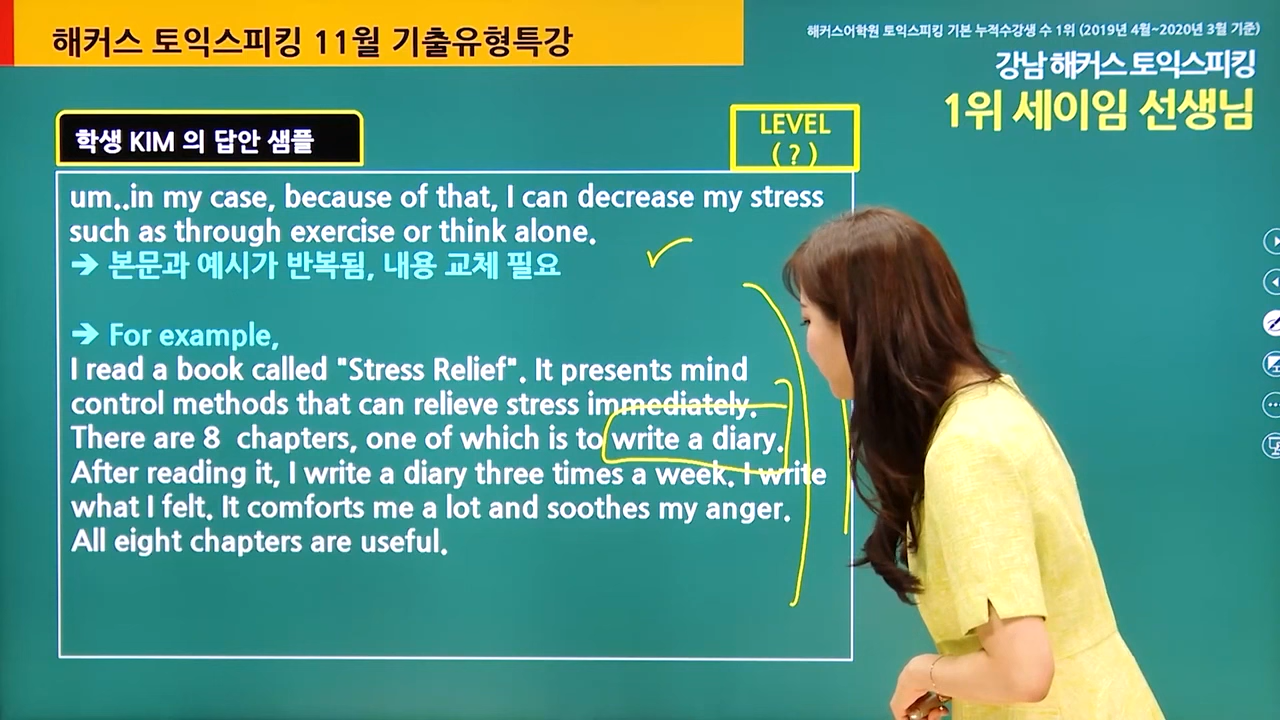 해커스 토익스피킹 11월 기출유형특강
해커스어학원 토익스피킹 기본 누적수강생 수 1위 (2019년 4월~2020년 3월 기준)
강남 해커스 토익스피킹
1위 세이임 선생님
학생 KIM 의 답안 샘플
LEVEL
( ? )
um..in my case, because of that, I can decrease my stress
such as through exercise or think alone.
→ 본문과 예시가 반복됨, 내용 교체 필요
→ For example,
I read a book called "Stress Relief". It presents mind
control methods that can relieve stress immediately.
There are 8 chapters, one of which is to write a diary.
After reading it, I write a diary three times a week. I write
what I felt. It comforts me a lot and soothes my anger.
All eight chapters are useful.